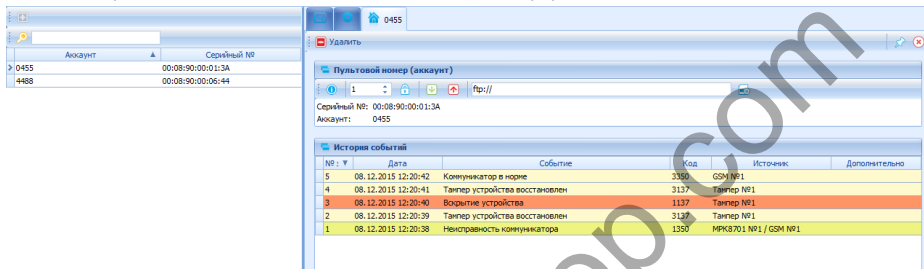 0455
Удалить
Аккаунт Серийный №
0455 00:08:90:00:01:3A
4488 00:08:90:00:06:44
Пультовой номер (аккаунт)
1 ftp://
Серийный №: 00:08:90:00:01:3A
Аккаунт: 0455
История событий
№: Дата Событие Код Источник Дополнительно
5 08.12.2015 12:20:42 Коммуникатор в норме 3350 GSM №1
4 08.12.2015 12:20:41 Тампер устройства восстановлен 3137 Тампер №1
3 08.12.2015 12:20:40 Вскрытие устройства 1137 Тампер №1
2 08.12.2015 12:20:39 Тампер устройства восстановлен 3137 Тампер №1
1 08.12.2015 12:20:38 Неисправность коммуникатора 1350 МРК8701 №1 / GSM №1